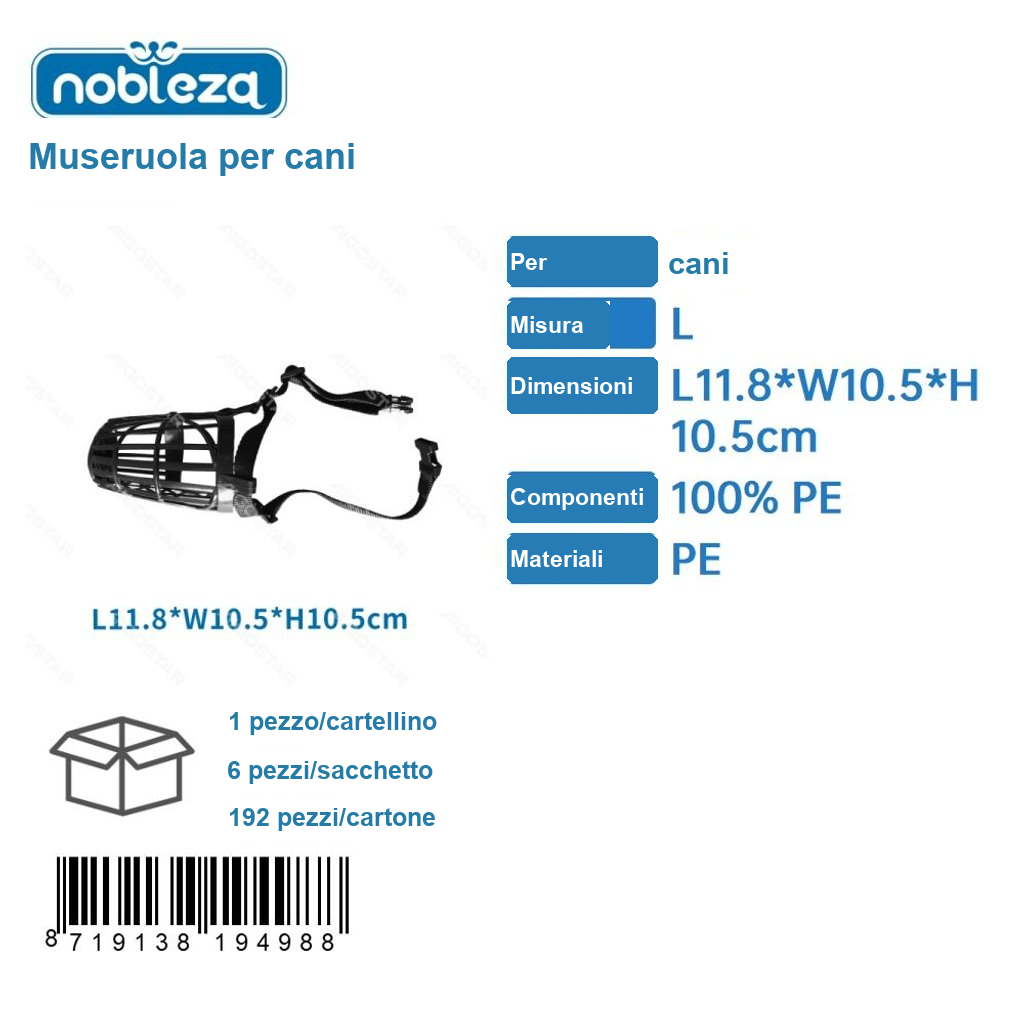 nobleza
Museruola per cani
Per cani
Misura L
Dimensioni L11.8*W10.5*H
10.5cm
Componenti 100% PE
Materiali PE
AIGOSTAR
L11.8*W10.5*H10.5cm
1 pezzo/cartellino
6 pezzi/sacchetto
192 pezzi/cartone
8 719138 194988